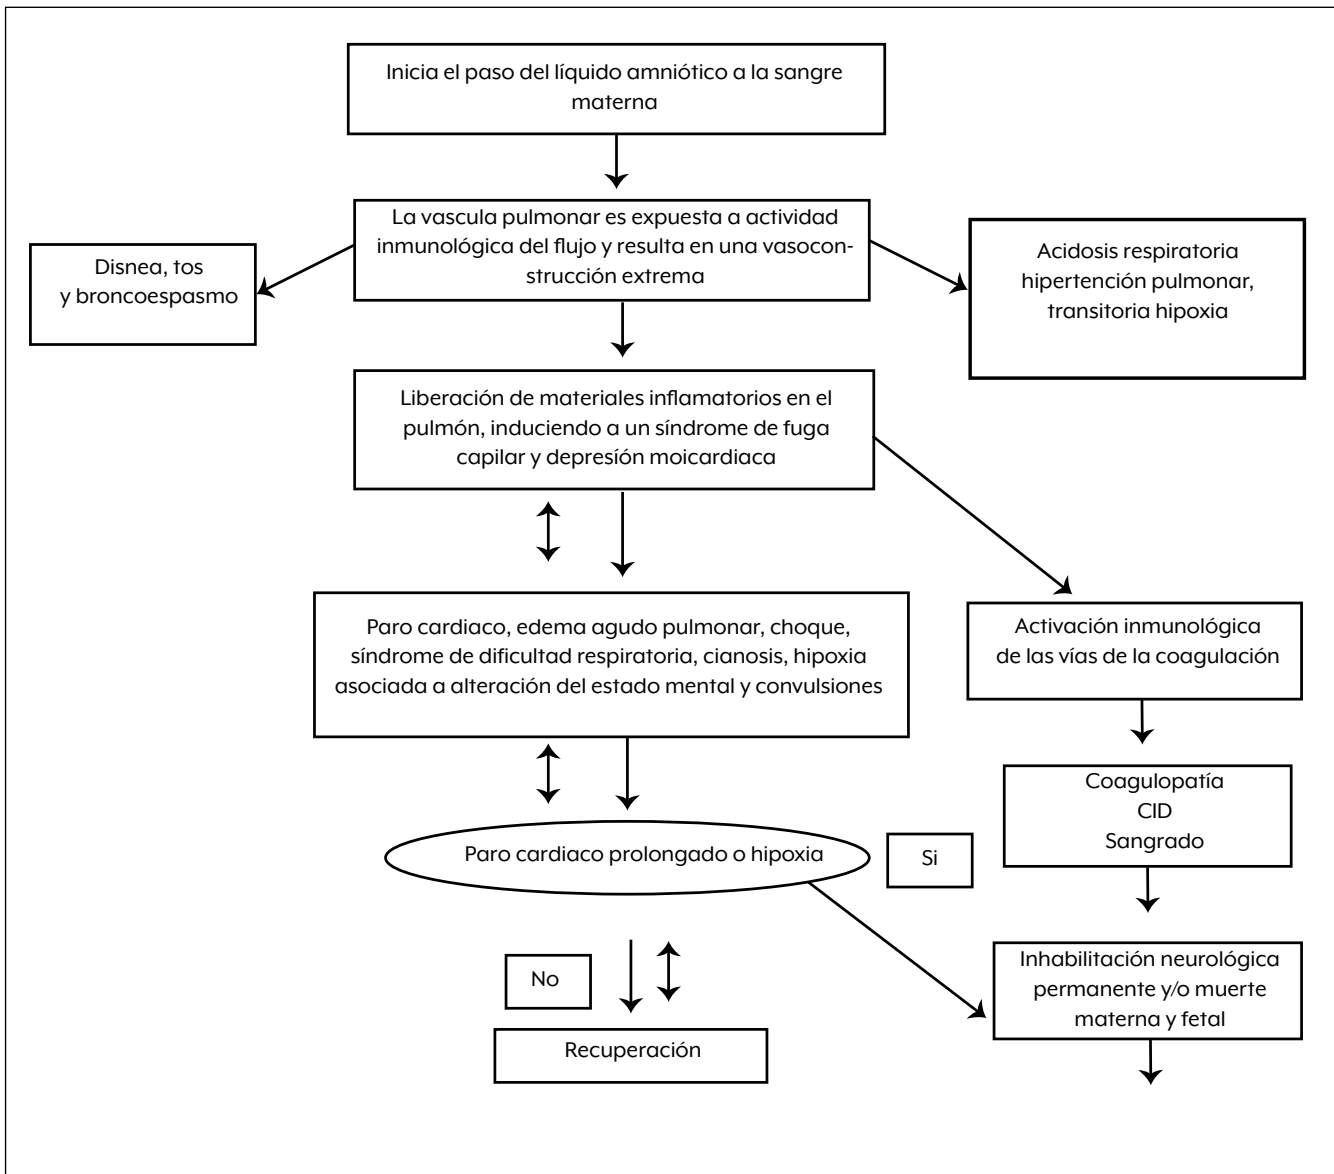 Inicia el paso del líquido amniótico a la sangre
materna
La vascula pulmonar es expuesta a actividad
inmunológica del flujo y resulta en una vasocon-
strucción extrema
Disnea, tos
y broncoespasmo
Acidosis respiratoria
hipertención pulmonar,
transitoria hipoxia
Liberación de materiales inflamatorios en el
pulmón, induciendo a un síndrome de fuga
capilar y depresíón moicardiaca
Paro cardiaco, edema agudo pulmonar, choque,
síndrome de dificultad respiratoria, cianosis, hipoxia
asociada a alteración del estado mental y convulsiones
Activación inmunológica
de las vías de la coagulación
Coagulopatía
CID
Sangrado
Paro cardiaco prolongado o hipoxia
Si
No
Inhabilitación neurológica
permanente y/o muerte
materna y fetal
Recuperación